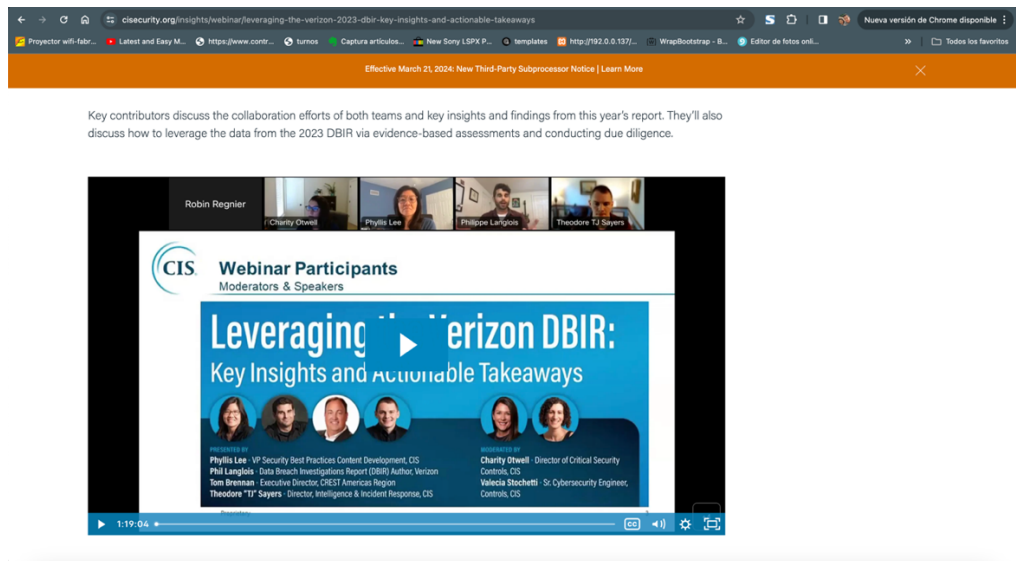 cisecurity.org/insights/webinar/leveraging-the-verizon-2023-dbir-key-insights-and-actionable-takeaways
Nueva versión de Chrome disponible
Proyector wifi-fabr...
Latest and Easy M...
https://www.contr...
turnos
Captura artículos...
New Sony LSPX P...
templates
http://192.0.0.137/...
WrapBootstrap - B...
Editor de fotos onli...
»
Todos los favoritos
Effective March 21, 2024: New Third-Party Subprocessor Notice | Learn More
Key contributors discuss the collaboration efforts of both teams and key insights and findings from this year's report. They'll also
discuss how to leverage the data from the 2023 DBIR via evidence-based assessments and conducting due diligence.
Robin Regnier
Charity Otwell
Phyllis Lee
Philippe Langlois
Theodore TJ Sayers
CIS.
Webinar Participants
Moderators & Speakers
Leveraging the Verizon DBIR:
Key Insights and Actionable Takeaways
PRESENTED BY
Phyllis Lee - VP Security Best Practices Content Development, CIS
Phil Langlois - Data Breach Investigations Report (DBIR) Author, Verizon
Tom Brennan - Executive Director, CREST Americas Region
Theodore "TJ" Sayers - Director, Intelligence & Incident Response, CIS
MODERATED BY
Charity Otwell - Director of Critical Security
Controls, CIS
Valecia Stochetti - Sr. Cybersecurity Engineer,
Controls, CIS
1:19:04
CC